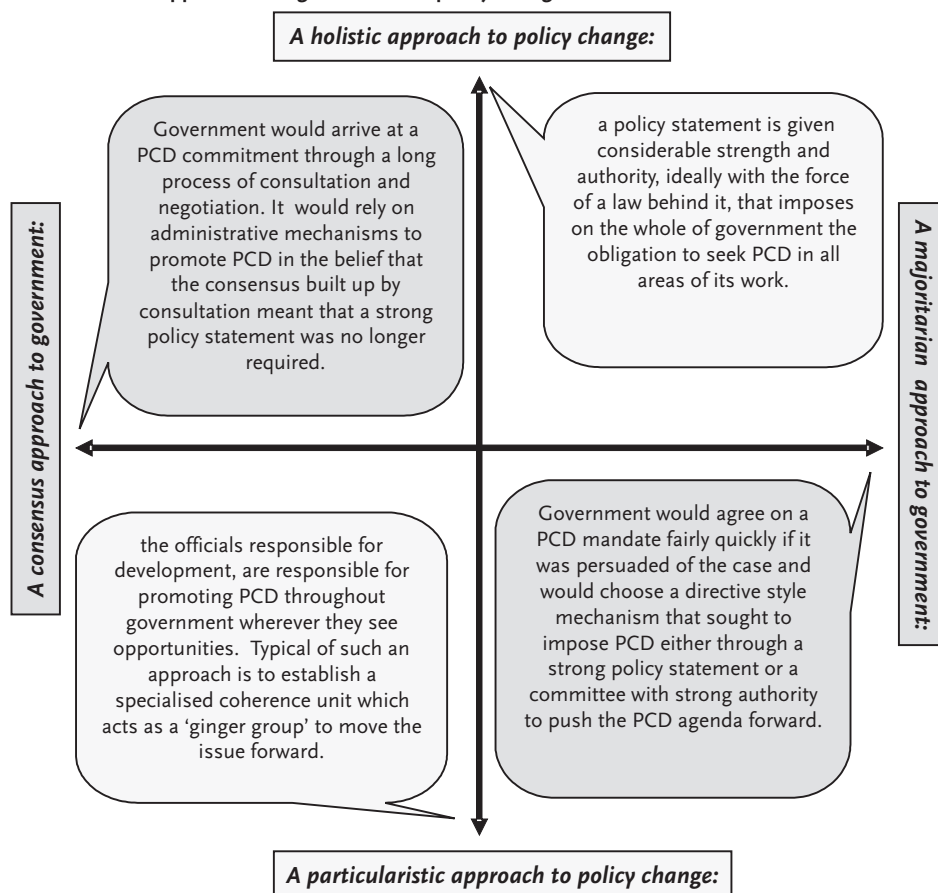 A holistic approach to policy change:
Government would arrive at a
PCD commitment through a long
process of consultation and
negotiation. It would rely on
administrative mechanisms to
promote PCD in the belief that
the consensus built up by
consultation meant that a strong
policy statement was no longer
required.
a policy statement is given
considerable strength and
authority, ideally with the force
of a law behind it, that imposes
on the whole of government the
obligation to seek PCD in all
areas of its work.
A consensus approach to government:
A majoritarian approach to government:
the officials responsible for
development, are responsible for
promoting PCD throughout
government wherever they see
opportunities. Typical of such an
approach is to establish a
specialised coherence unit which
acts as a ‘ginger group’ to move the
issue forward.
Government would agree on a
PCD mandate fairly quickly if it
was persuaded of the case and
would choose a directive style
mechanism that sought to
impose PCD either through a
strong policy statement or a
committee with strong authority
to push the PCD agenda forward.
A particularistic approach to policy change: